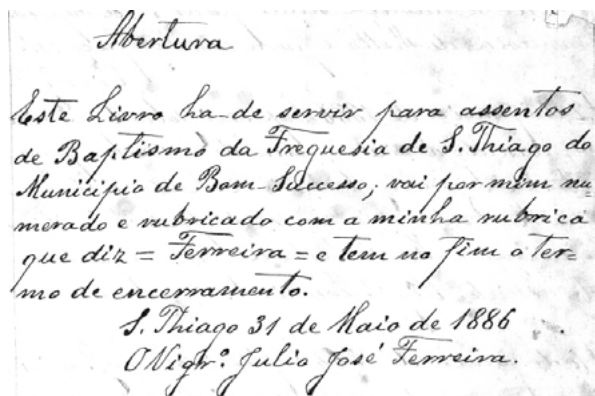 Abertura
Este Livro ha-de servir para assentos
de Baptismo da Freguesia de S. Thiago do
Municipio de Bom-Successo; vai por mim nu=
merado e rubricado com a minha rubrica
que diz = Ferreira = e tem no fim o ter=
mo de encerramento.
S. Thiago 31 de Maio de 1886
O Vigr.º Julio José Ferreira.